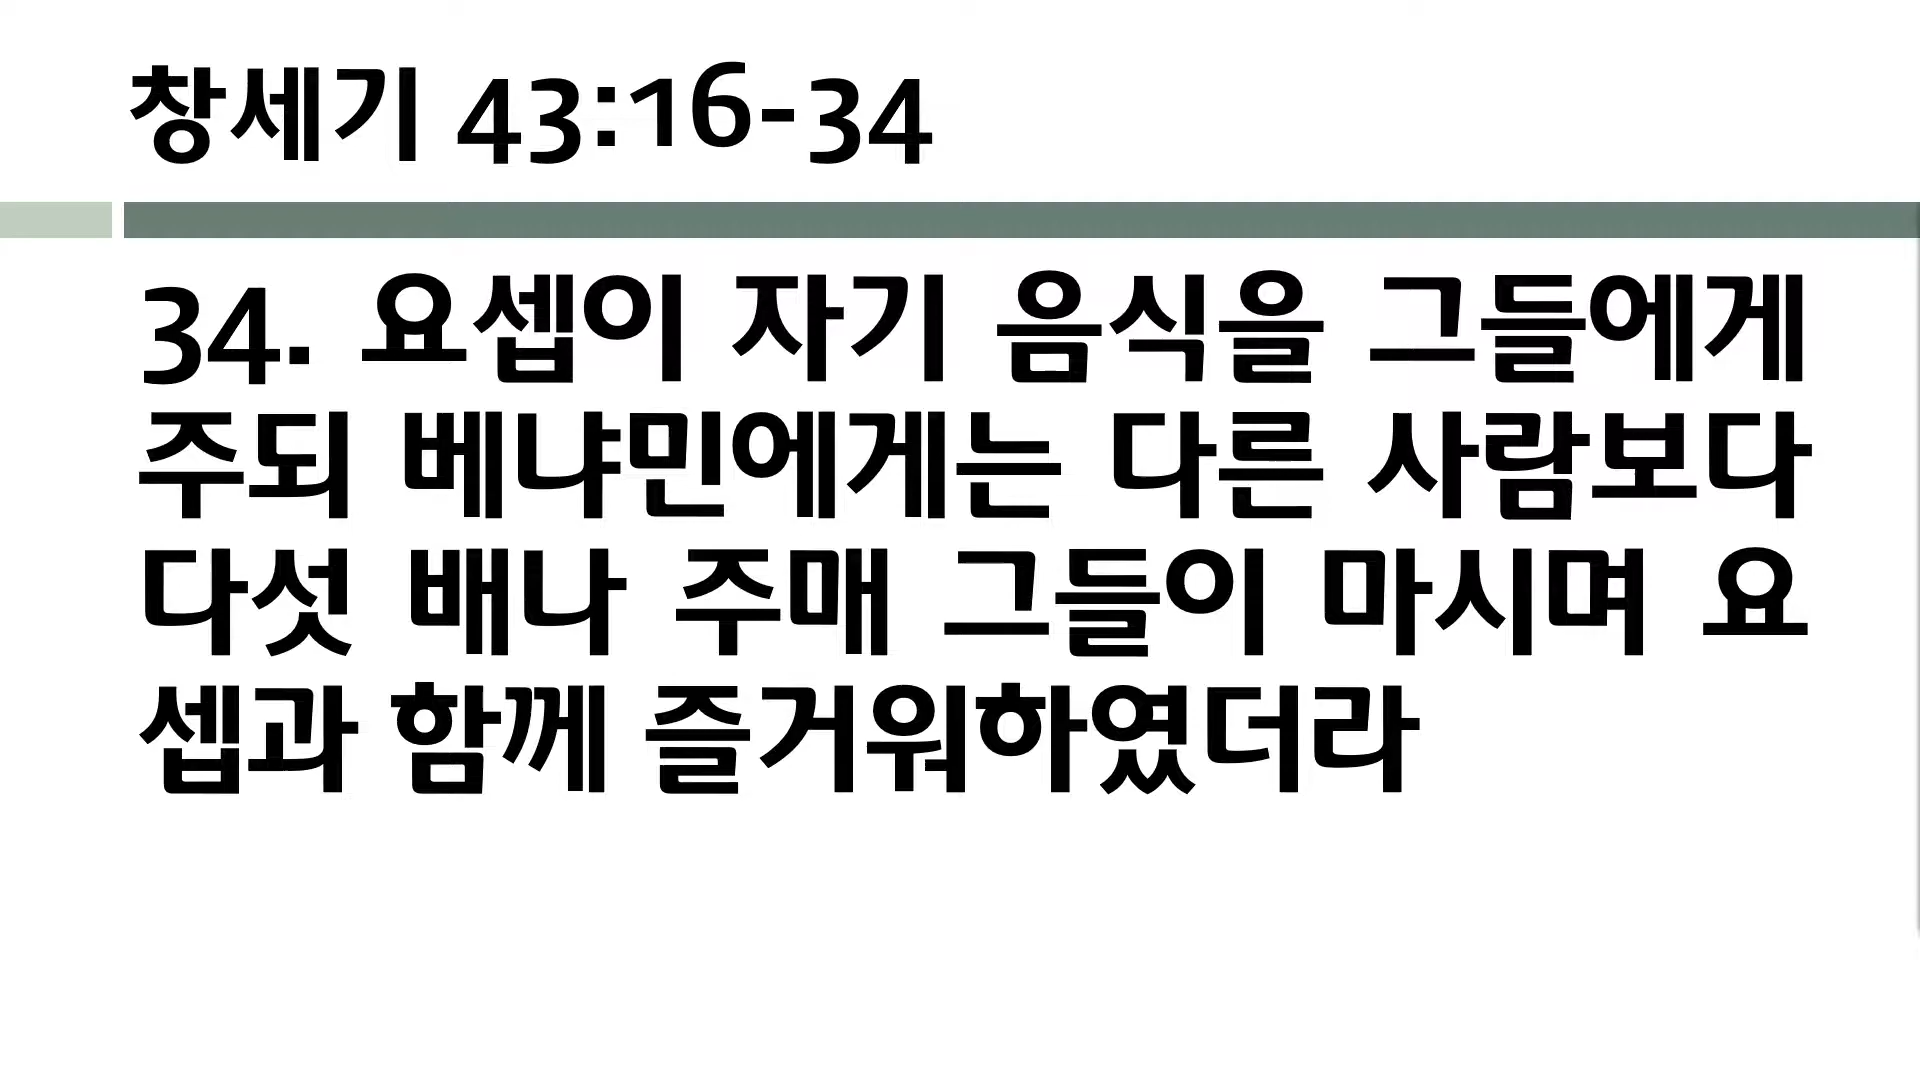 창세기 43:16-34
34. 요셉이 자기 음식을 그들에게
주되 베냐민에게는 다른 사람보다
다섯 배나 주매 그들이 마시며 요
셉과 함께 즐거워하였더라